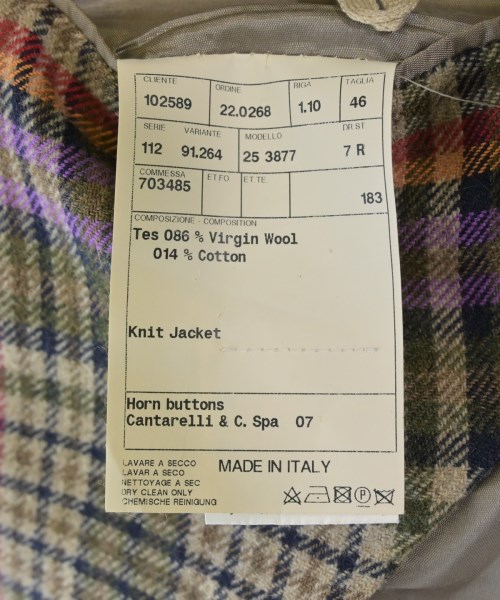 CLIENTE ORDINE RIGA TAGLIA
102589 22.0268 1.10 46
SERIE VARIANTE MODELLO DR ST
112 91.264 25 3877 7 R
COMMESSA ET.FO. ET TE.
703485 183
COMPOSIZIONE - COMPOSITION
Tes 086 % Virgin Wool
014 % Cotton
Knit Jacket
Horn buttons
Cantarelli & C. Spa 07
LAVARE A SECCO
LAVAR A SECO
NETTOYAGE A SEC
DRY CLEAN ONLY
CHEMISCHE REINIGUNG
MADE IN ITALY
P